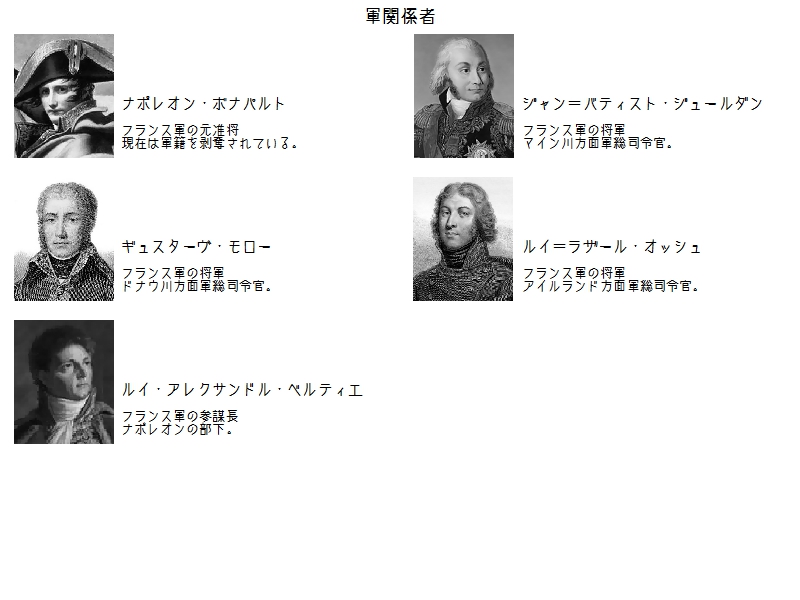 軍関係者
ナポレオン・ボナパルト
フランス軍の元准将
現在は軍籍を剥奪されている。
ジャン＝バティスト・ジュールダン
フランス軍の将軍
マイン川方面軍総司令官。
ギュスターヴ・モロー
フランス軍の将軍
ドナウ川方面軍総司令官。
ルイ＝ラザール・オッシュ
フランス軍の将軍
アイルランド方面軍総司令官。
ルイ・アレクサンドル・ベルティエ
フランス軍の参謀長
ナポレオンの部下。